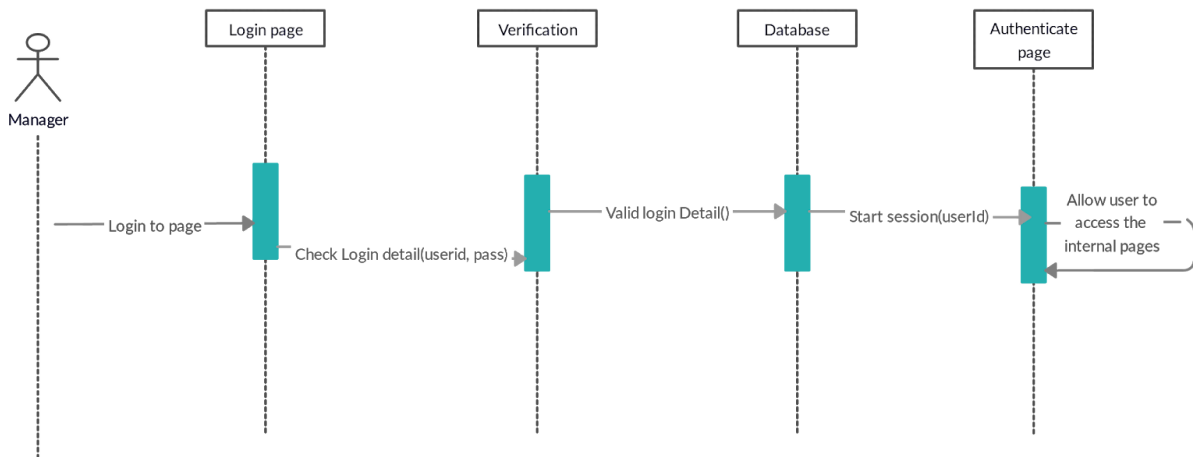 Login page
Verification
Database
Authenticate
page
Manager
Login to page
Check Login detail(userid, pass)
Valid login Detail()
Start session(userId)
Allow user to
access the
internal pages